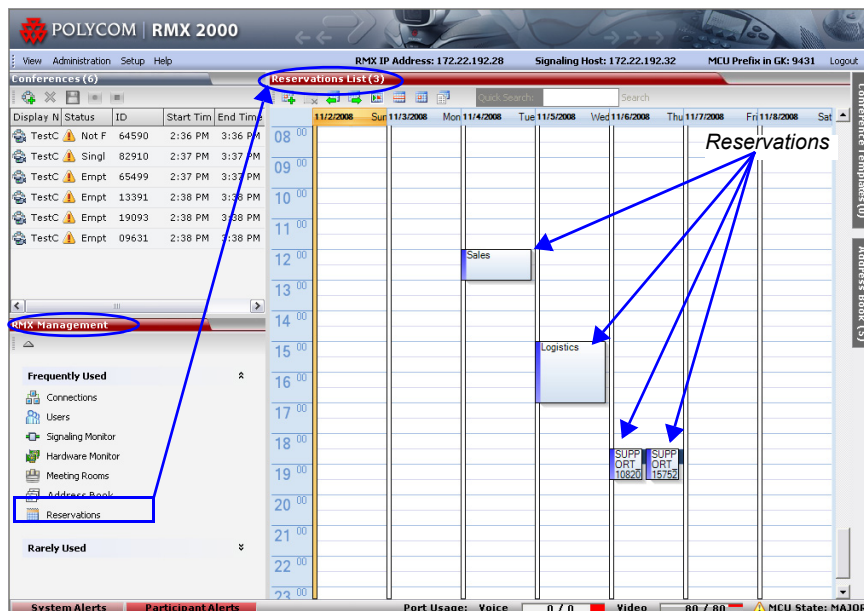 POLYCOM | RMX 2000
View Administration Setup Help RMX IP Address: 172.22.192.28 Signaling Host: 172.22.192.32 MCU Prefix in GK: 9431 Logout
Conferences (6)
Display N Status ID Start Tim End Time
TestC Not F 64590 2:36 PM 3:36 PM
TestC Singl 82910 2:37 PM 3:37 PM
TestC Empt 65499 2:37 PM 3:37 PM
TestC Empt 13391 2:38 PM 3:38 PM
TestC Empt 19093 2:38 PM 3:38 PM
TestC Empt 09631 2:38 PM 3:38 PM
RMX Management
Frequently Used
Connections
Users
Signaling Monitor
Hardware Monitor
Meeting Rooms
Address Book
Reservations
Rarely Used
Reservations List (3)
Quick Search: Search
11/2/2008 Sun 11/3/2008 Mon 11/4/2008 Tue 11/5/2008 Wed 11/6/2008 Thu 11/7/2008 Fri 11/8/2008 Sat
Reservations
08 00
09 00
10 00
11 00
12 00
Sales
13 00
14 00
15 00
Logistics
16 00
17 00
18 00
SUPP
ORT_
10820
SUPP
ORT_
15752
19 00
20 00
21 00
22 00
23 00
Conference Templates (0)
Address Book (5)
System Alerts Participant Alerts Port Usage: Voice 0 / 0 Video 80 / 80 MCU State: MAJOR